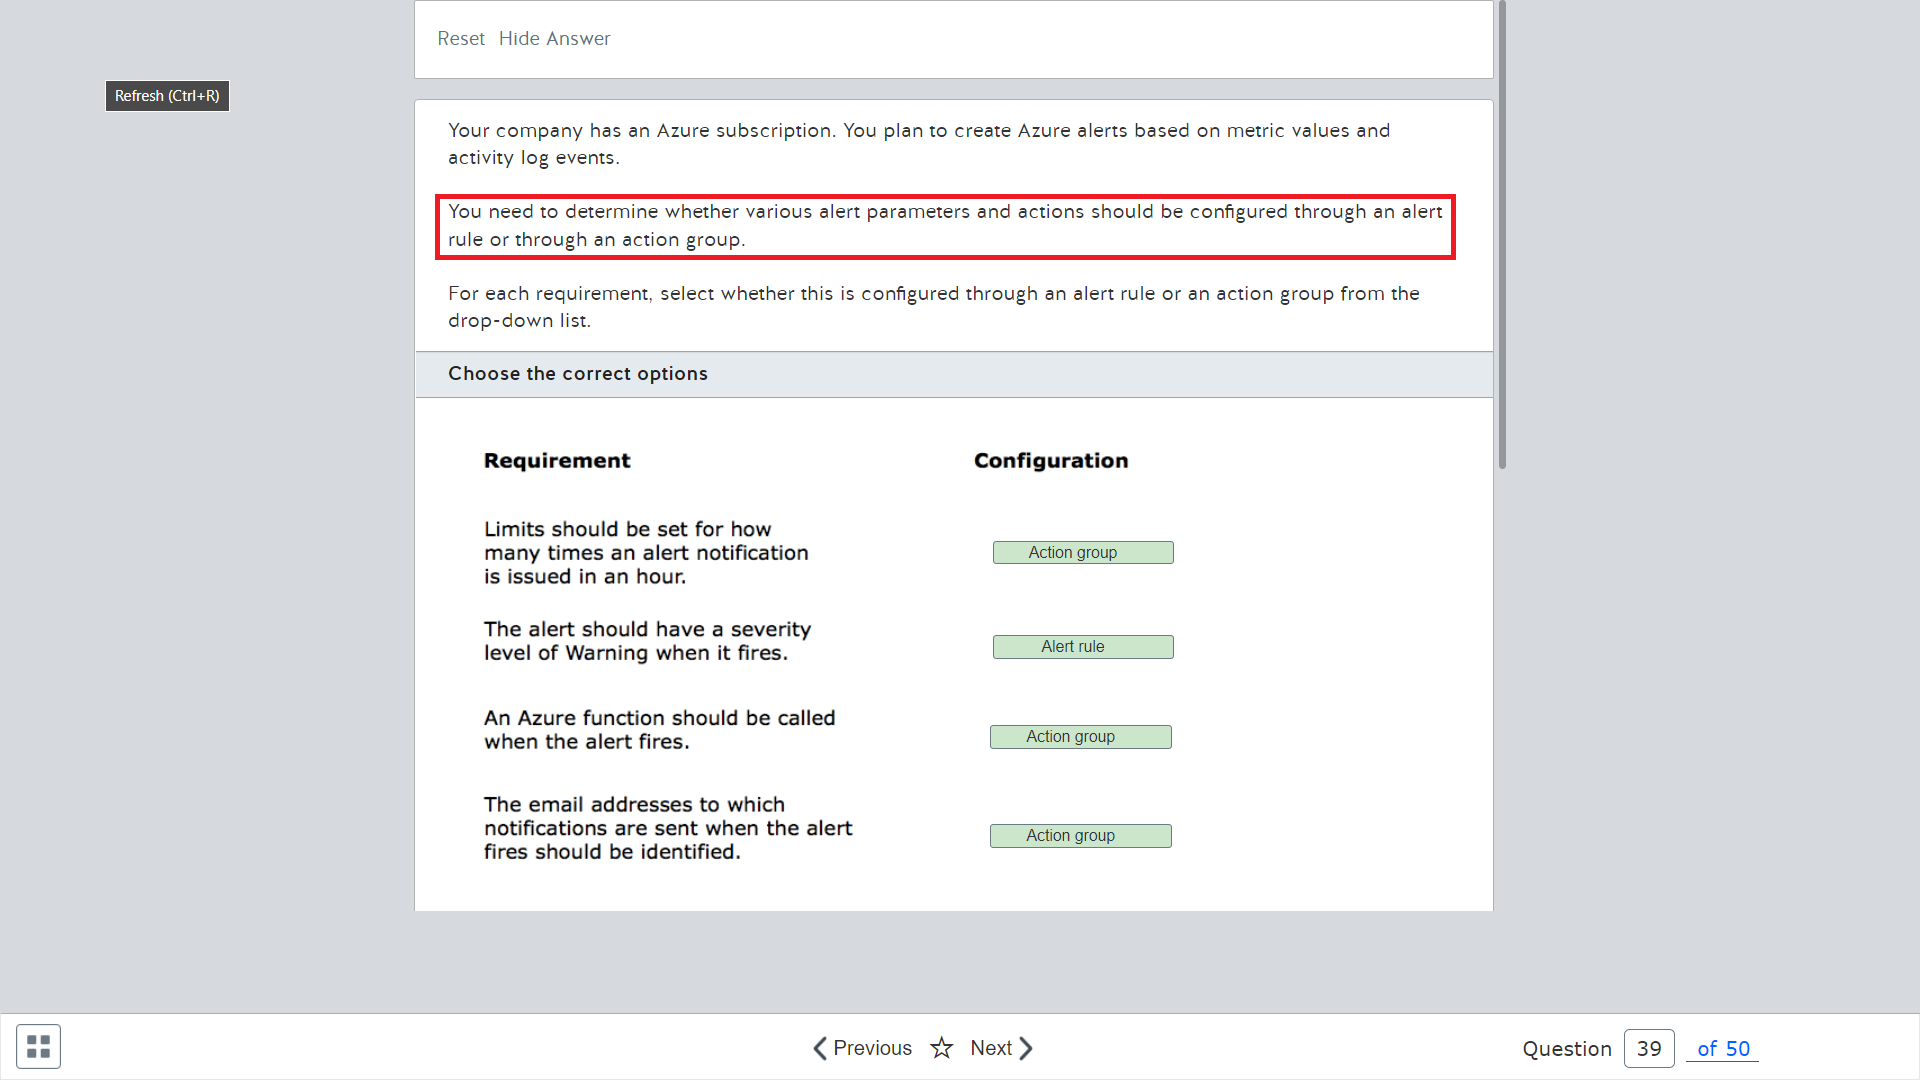 Reset Hide Answer
Refresh (Ctrl+R)
Your company has an Azure subscription. You plan to create Azure alerts based on metric values and
activity log events.
You need to determine whether various alert parameters and actions should be configured through an alert
rule or through an action group.
For each requirement, select whether this is configured through an alert rule or an action group from the
drop-down list.
Choose the correct options
Requirement Configuration
Limits should be set for how
many times an alert notification
is issued in an hour.
Action group
The alert should have a severity
level of Warning when it fires.
Alert rule
An Azure function should be called
when the alert fires.
Action group
The email addresses to which
notifications are sent when the alert
fires should be identified.
Action group
Previous Next Question 39 of 50